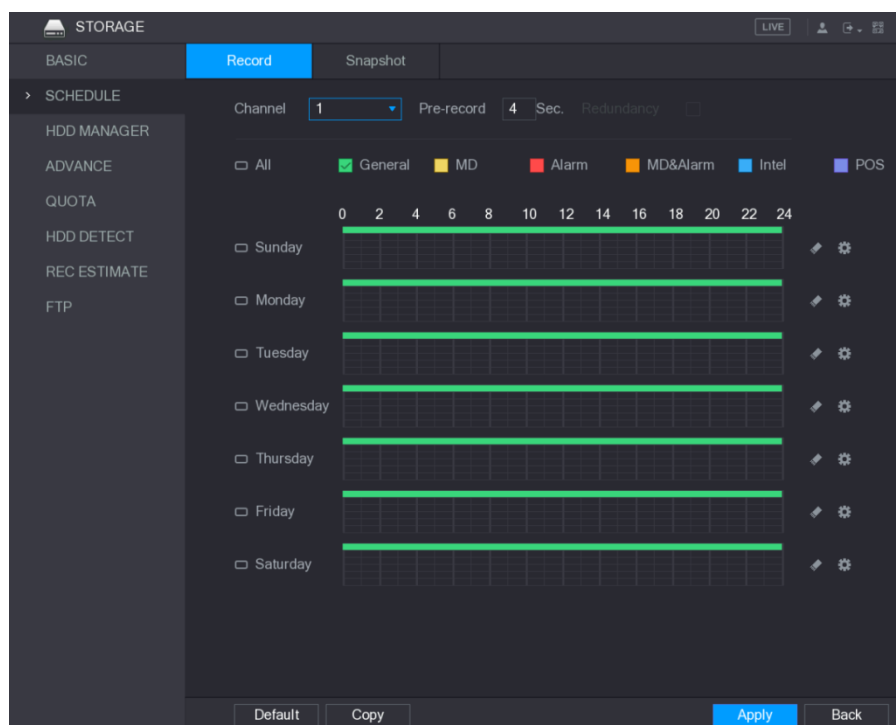 STORAGE LIVE
BASIC Record Snapshot
> SCHEDULE
Channel 1 Pre-record 4 Sec. Redundancy
HDD MANAGER
ADVANCE
All General MD Alarm MD&Alarm Intel POS
QUOTA
0 2 4 6 8 10 12 14 16 18 20 22 24
HDD DETECT
Sunday
REC ESTIMATE
FTP
Monday
Tuesday
Wednesday
Thursday
Friday
Saturday
Default Copy Apply Back